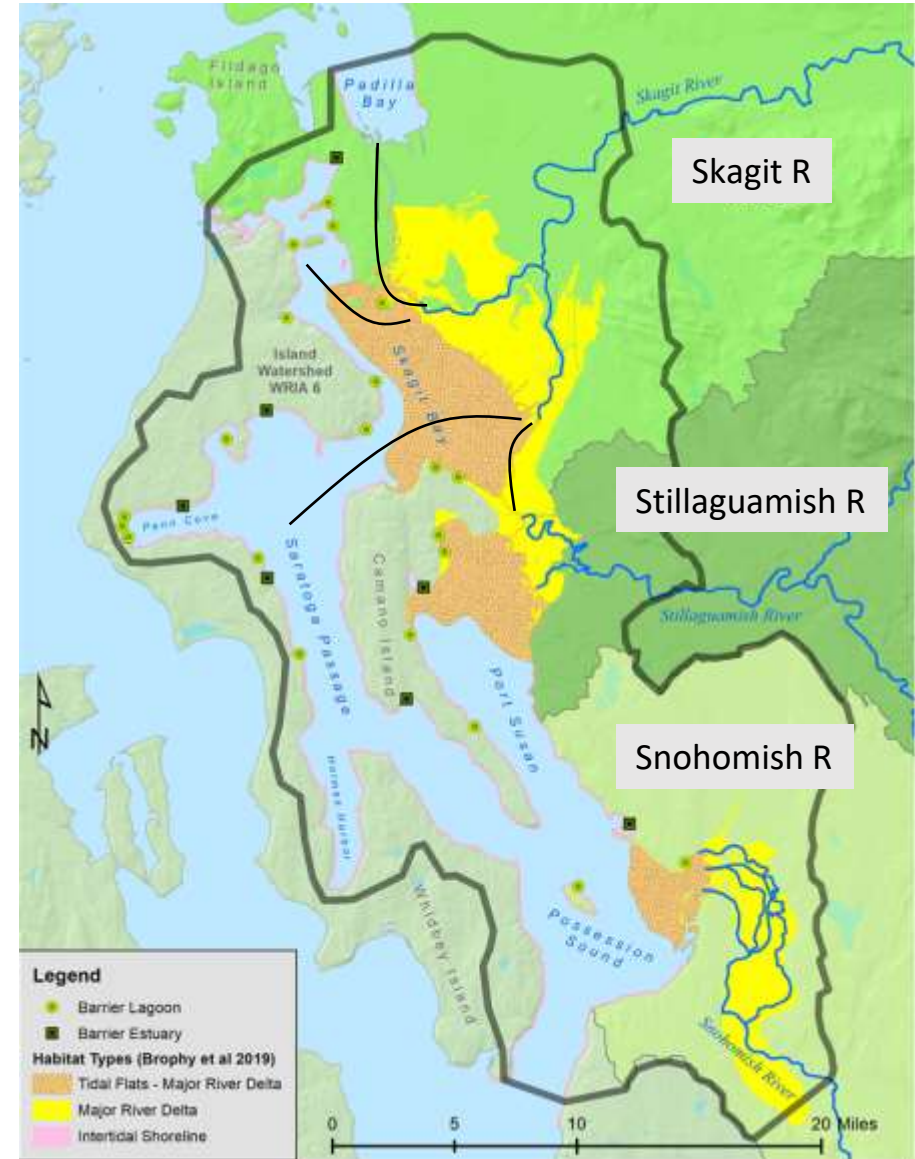 Fildago
Island
Padilla
Bay
Skagit River
Skagit R
Skagit Bay
Island
Watershed
WRIA 6
Stillaguamish R
Penn Cove
Saratoga Passage
Camano Island
Stillaguamish River
Port Susan
N
Snohomish R
Holmes Harbor
Whidbey Island
Possession
Sound
Snohomish River
Legend
Barrier Lagoon
Barrier Estuary
Habitat Types (Brophy et al 2019)
Tidal Flats - Major River Delta
Major River Delta
Intertidal Shoreline
0 5 10 20 Miles